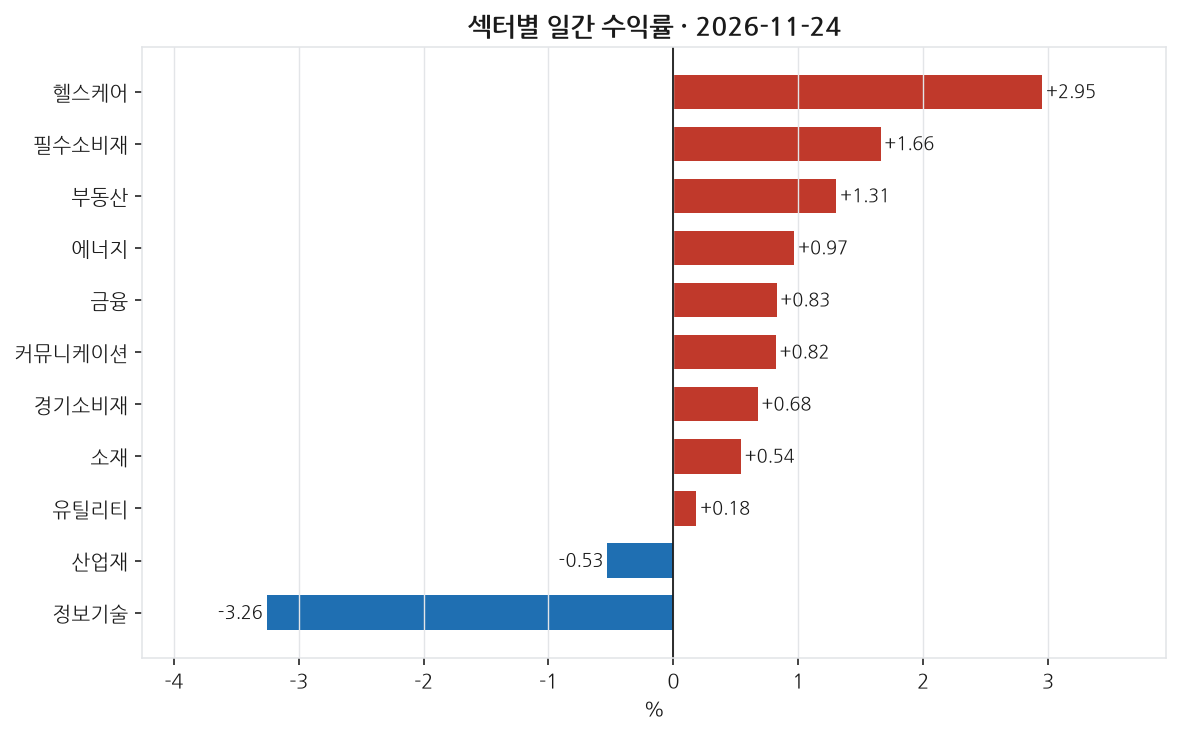 섹터별 일간 수익률 · 2026-11-24
헬스케어 +2.95
필수소비재 +1.66
부동산 +1.31
에너지 +0.97
금융 +0.83
커뮤니케이션 +0.82
경기소비재 +0.68
소재 +0.54
유틸리티 +0.18
산업재 -0.53
정보기술 -3.26
-4 -3 -2 -1 0 1 2 3
%